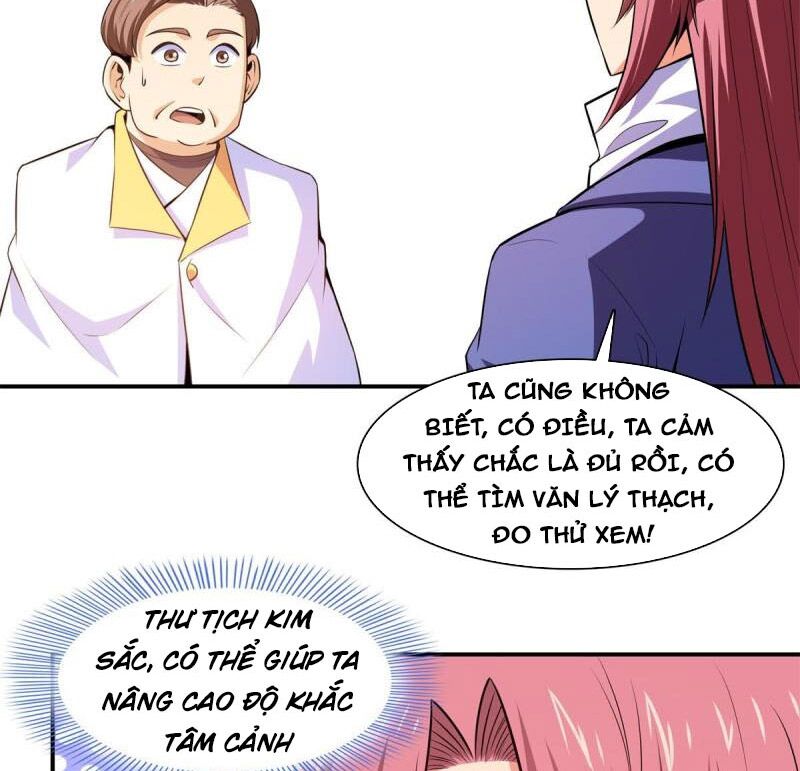 TA CŨNG KHÔNG
BIẾT, CÓ ĐIỀU, TA CẢM
THẤY CHẮC LÀ ĐỦ RỒI, CÓ
THỂ TÌM VĂN LÝ THẠCH,
ĐO THỬ XEM!
THƯ TỊCH KIM
SẮC, CÓ THỂ GIÚP TA
NÂNG CAO ĐỘ KHẮC
TÂM CẢNH